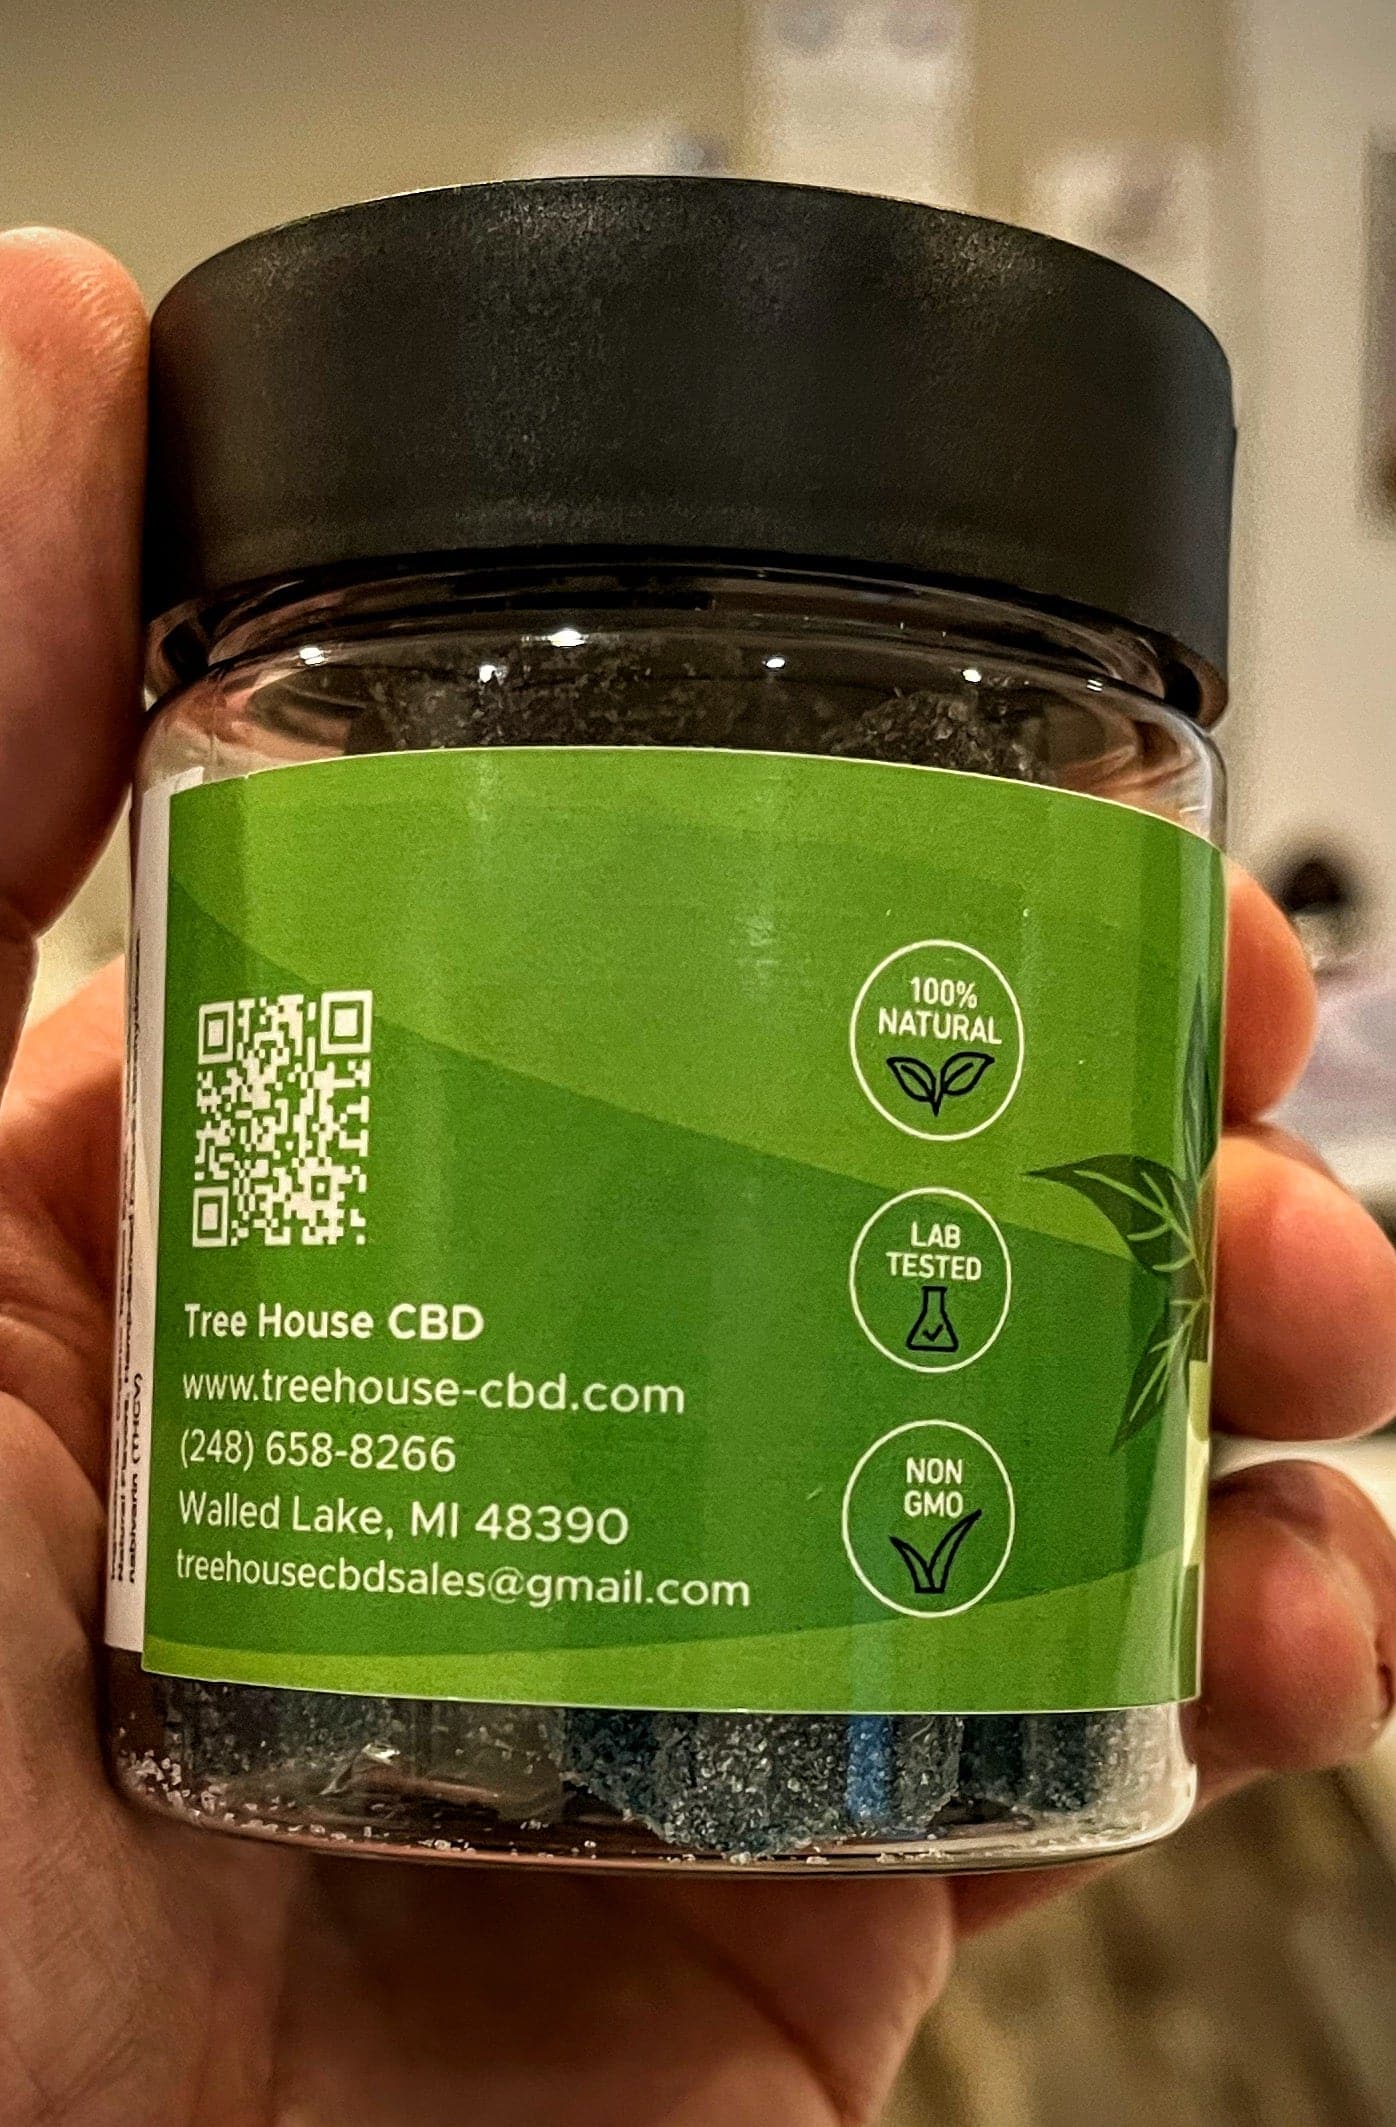 100%
NATURAL
LAB
TESTED
Tree House CBD
www.treehouse-cbd.com
(248) 658-8266
Walled Lake, MI 48390
treehousecbdsales@gmail.com
NON
GMO
(THCV)